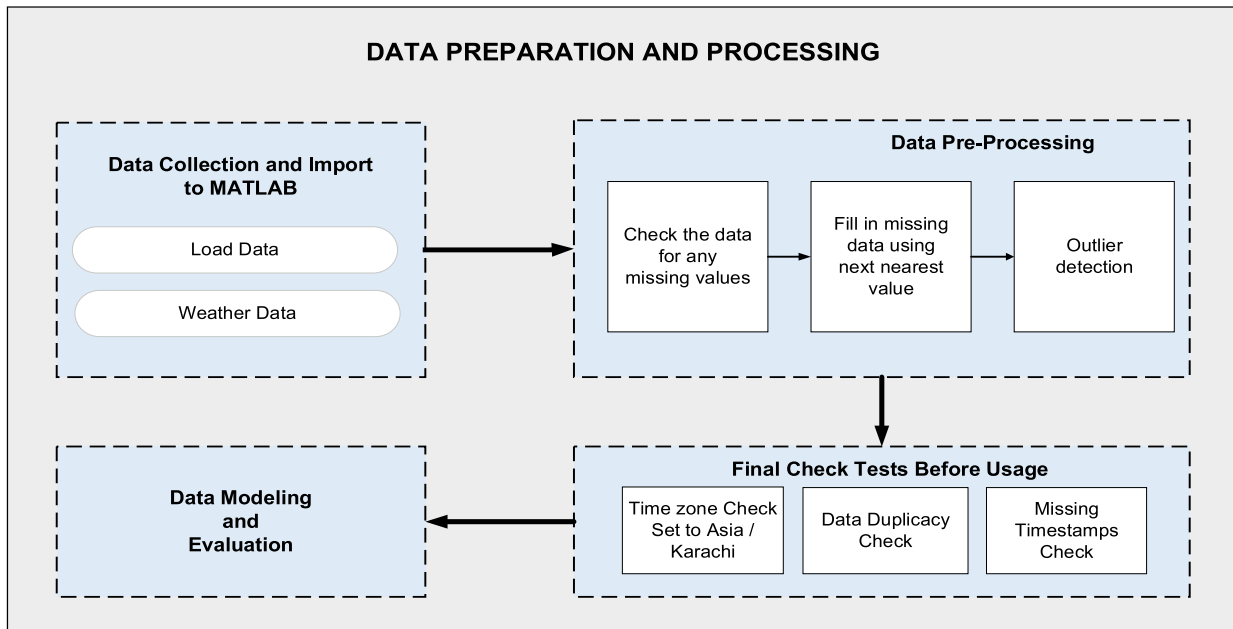 DATA PREPARATION AND PROCESSING
Data Collection and Import
to MATLAB
Load Data
Weather Data
Data Pre-Processing
Check the data
for any
missing values
Fill in missing
data using
next nearest
value
Outlier
detection
Final Check Tests Before Usage
Time zone Check
Set to Asia /
Karachi
Data Duplicacy
Check
Missing
Timestamps
Check
Data Modeling
and
Evaluation